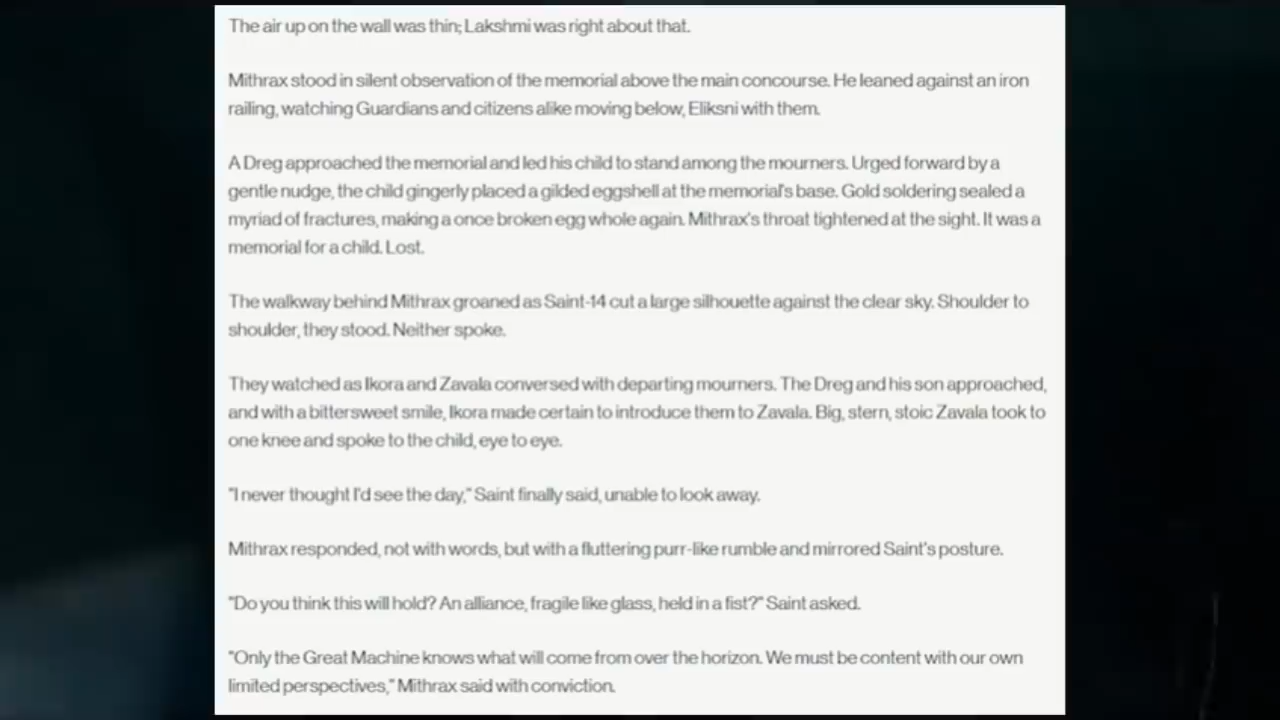 The air up on the wall was thin; Lakshmi was right about that.
Mithrax stood in silent observation of the memorial above the main concourse. He leaned against an iron
railing, watching Guardians and citizens alike moving below, Eliksni with them.
A Dreg approached the memorial and led his child to stand among the mourners. Urged forward by a
gentle nudge, the child gingerly placed a gilded eggshell at the memorial's base. Gold soldering sealed a
myriad of fractures, making a once broken egg whole again. Mithrax's throat tightened at the sight. It was a
memorial for a child. Lost.
The walkway behind Mithrax groaned as Saint-14 cut a large silhouette against the clear sky. Shoulder to
shoulder, they stood. Neither spoke.
They watched as Ikora and Zavala conversed with departing mourners. The Dreg and his son approached,
and with a bittersweet smile, Ikora made certain to introduce them to Zavala. Big, stern, stoic Zavala took to
one knee and spoke to the child, eye to eye.
"I never thought I'd see the day," Saint finally said, unable to look away.
Mithrax responded, not with words, but with a fluttering purr-like rumble and mirrored Saint's posture.
"Do you think this will hold? An alliance, fragile like glass, held in a fist?" Saint asked.
"Only the Great Machine knows what will come from over the horizon. We must be content with our own
limited perspectives," Mithrax said with conviction.